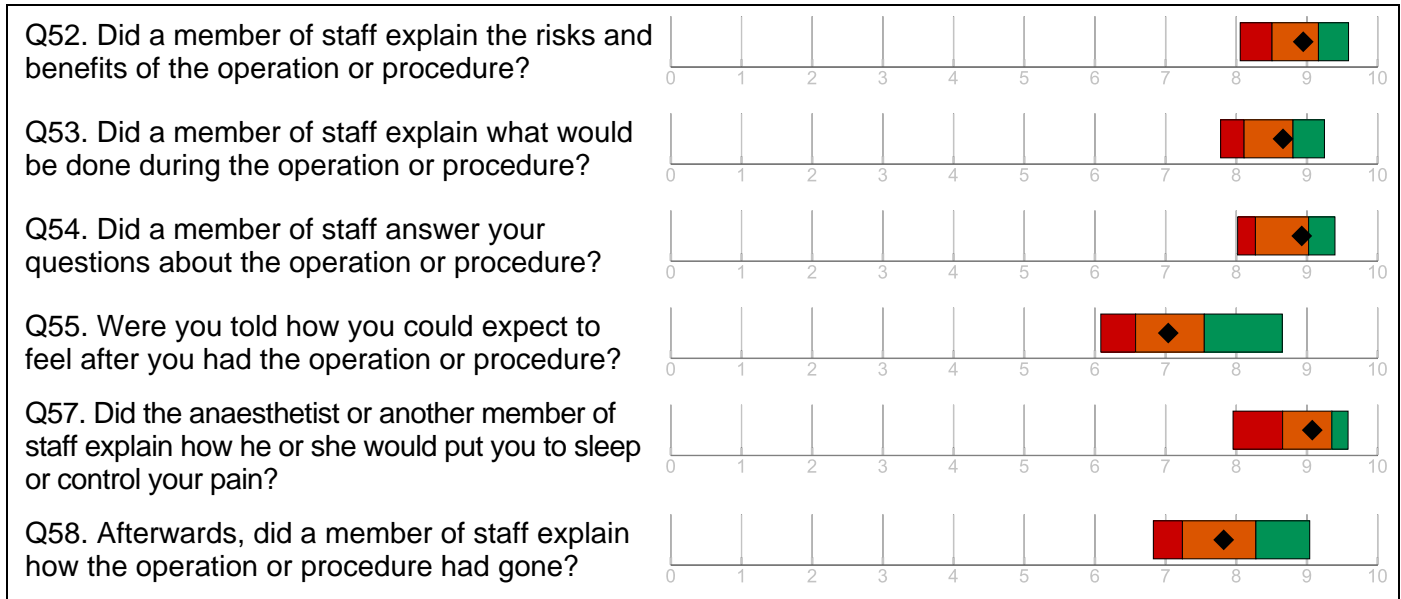 Q52. Did a member of staff explain the risks and
benefits of the operation or procedure?
0 1 2 3 4 5 6 7 8 9 10
Q53. Did a member of staff explain what would
be done during the operation or procedure?
0 1 2 3 4 5 6 7 8 9 10
Q54. Did a member of staff answer your
questions about the operation or procedure?
0 1 2 3 4 5 6 7 8 9 10
Q55. Were you told how you could expect to
feel after you had the operation or procedure?
0 1 2 3 4 5 6 7 8 9 10
Q57. Did the anaesthetist or another member of
staff explain how he or she would put you to sleep
or control your pain?
0 1 2 3 4 5 6 7 8 9 10
Q58. Afterwards, did a member of staff explain
how the operation or procedure had gone?
0 1 2 3 4 5 6 7 8 9 10